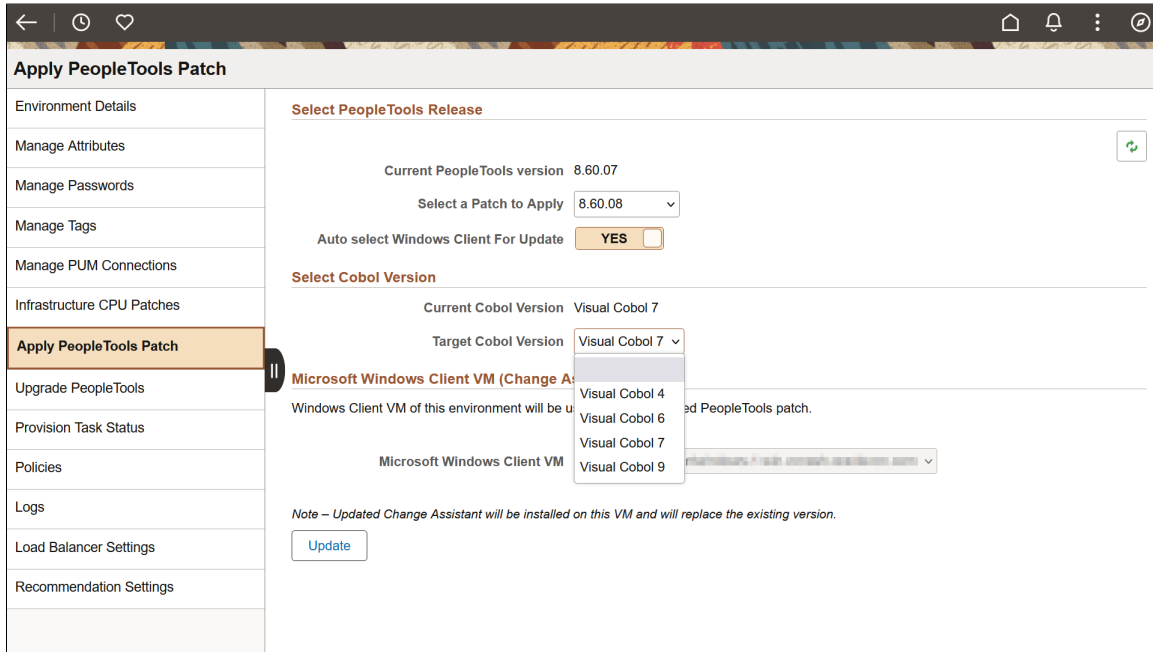 Apply PeopleTools Patch
Environment Details
Manage Attributes
Manage Passwords
Manage Tags
Manage PUM Connections
Infrastructure CPU Patches
Apply PeopleTools Patch
Upgrade PeopleTools
Provision Task Status
Policies
Logs
Load Balancer Settings
Recommendation Settings
Select PeopleTools Release
Current PeopleTools version 8.60.07
Select a Patch to Apply 8.60.08
Auto select Windows Client For Update YES
Select Cobol Version
Current Cobol Version Visual Cobol 7
Target Cobol Version Visual Cobol 7
Visual Cobol 4
Visual Cobol 6
Visual Cobol 7
Visual Cobol 9
Microsoft Windows Client VM (Change
Windows Client VM of this environment will be PeopleTools patch.
Microsoft Windows Client VM
Note – Updated Change Assistant will be installed on this VM and will replace the existing version.
Update